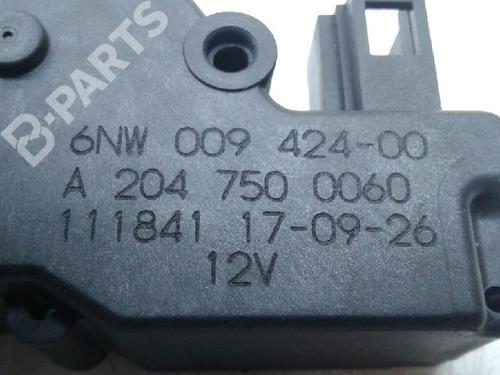 B-PARTS
6NW 009 424-00
A 204 750 0060
111841 17-09-26
12V